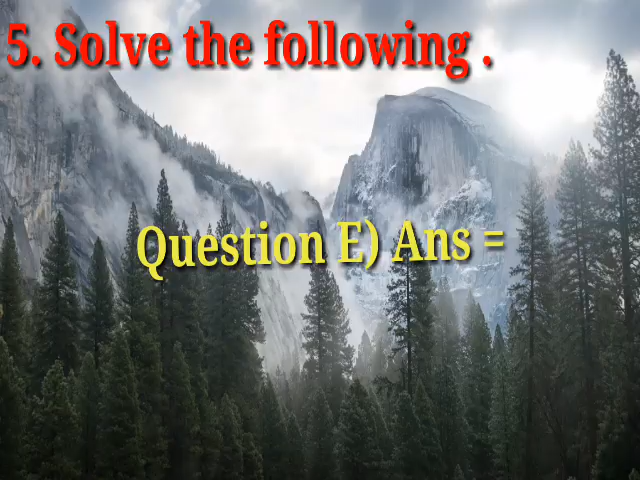 5. Solve the following .
Question E) Ans =